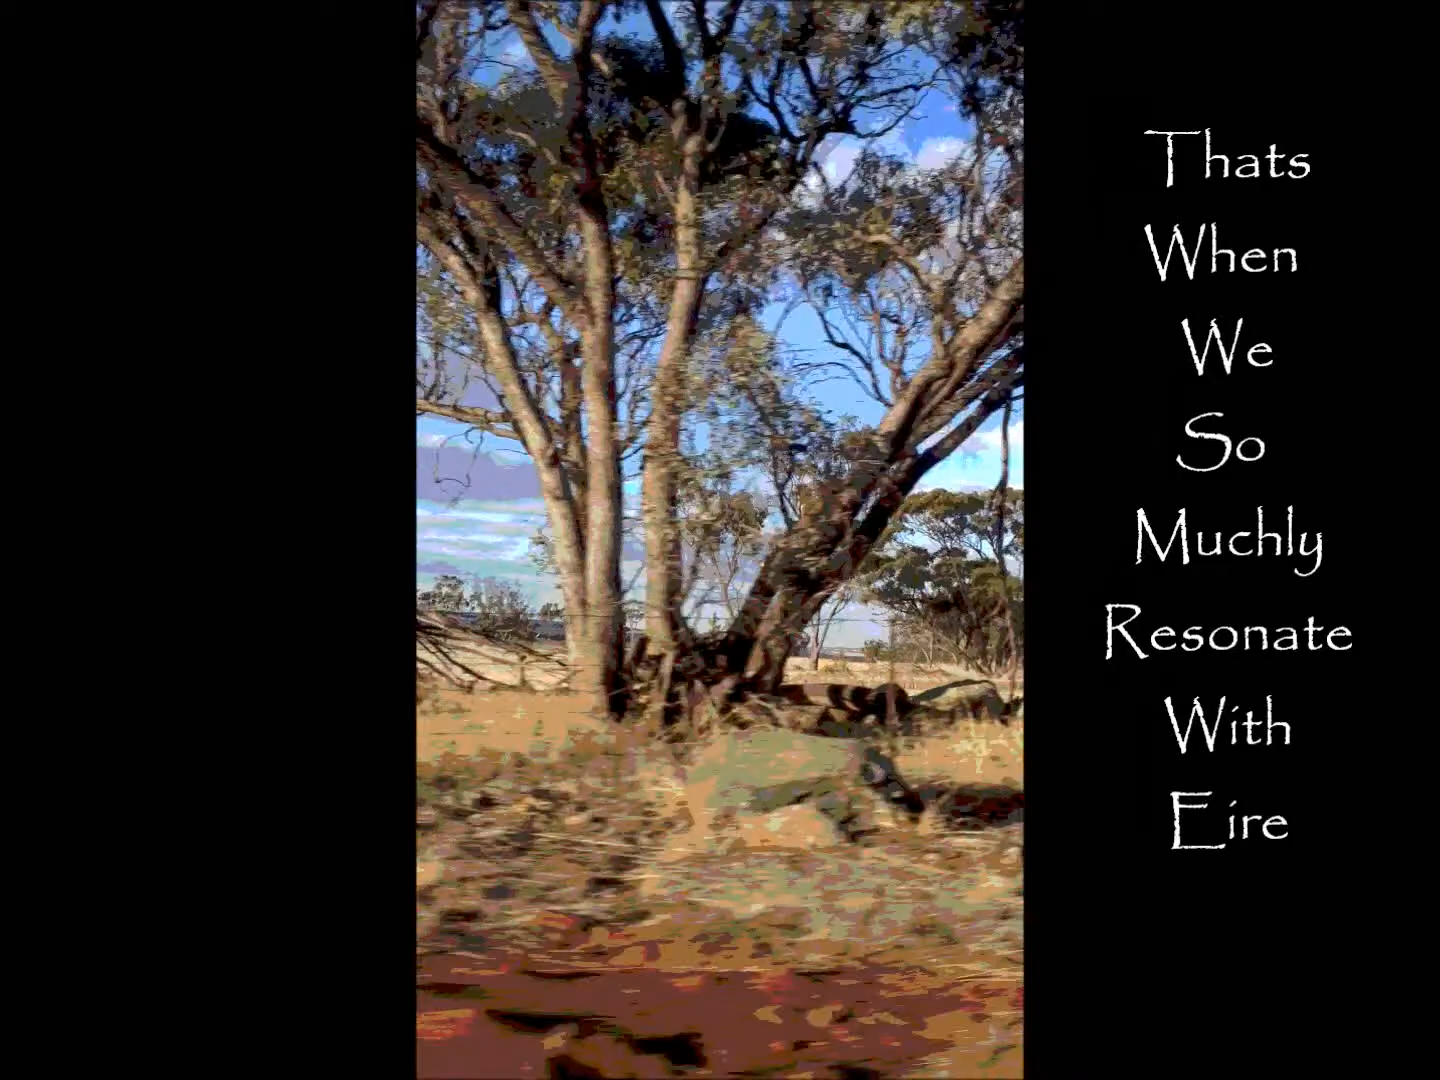 Thats
When
We
So
Muchly
Resonate
With
Eire